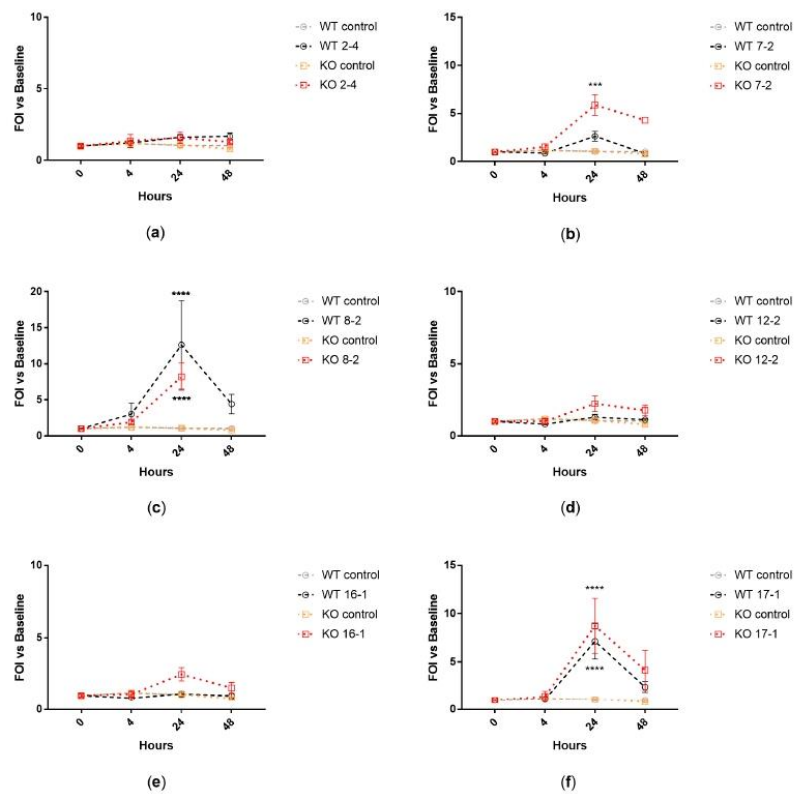 10
5
0
FOI vs Baseline
0 4 24 48
Hours
WT control
WT 2-4
KO control
KO 2-4
(a)
15
10
5
0
FOI vs Baseline
***
0 4 24 48
Hours
WT control
WT 7-2
KO control
KO 7-2
(b)
20
15
10
5
0
FOI vs Baseline
****
****
0 4 24 48
Hours
WT control
WT 8-2
KO control
KO 8-2
(c)
10
5
0
FOI vs Baseline
0 4 24 48
Hours
WT control
WT 12-2
KO control
KO 12-2
(d)
10
5
0
FOI vs Baseline
0 4 24 48
Hours
WT control
WT 16-1
KO control
KO 16-1
(e)
15
10
5
0
FOI vs Baseline
****
****
0 4 24 48
Hours
WT control
WT 17-1
KO control
KO 17-1
(f)